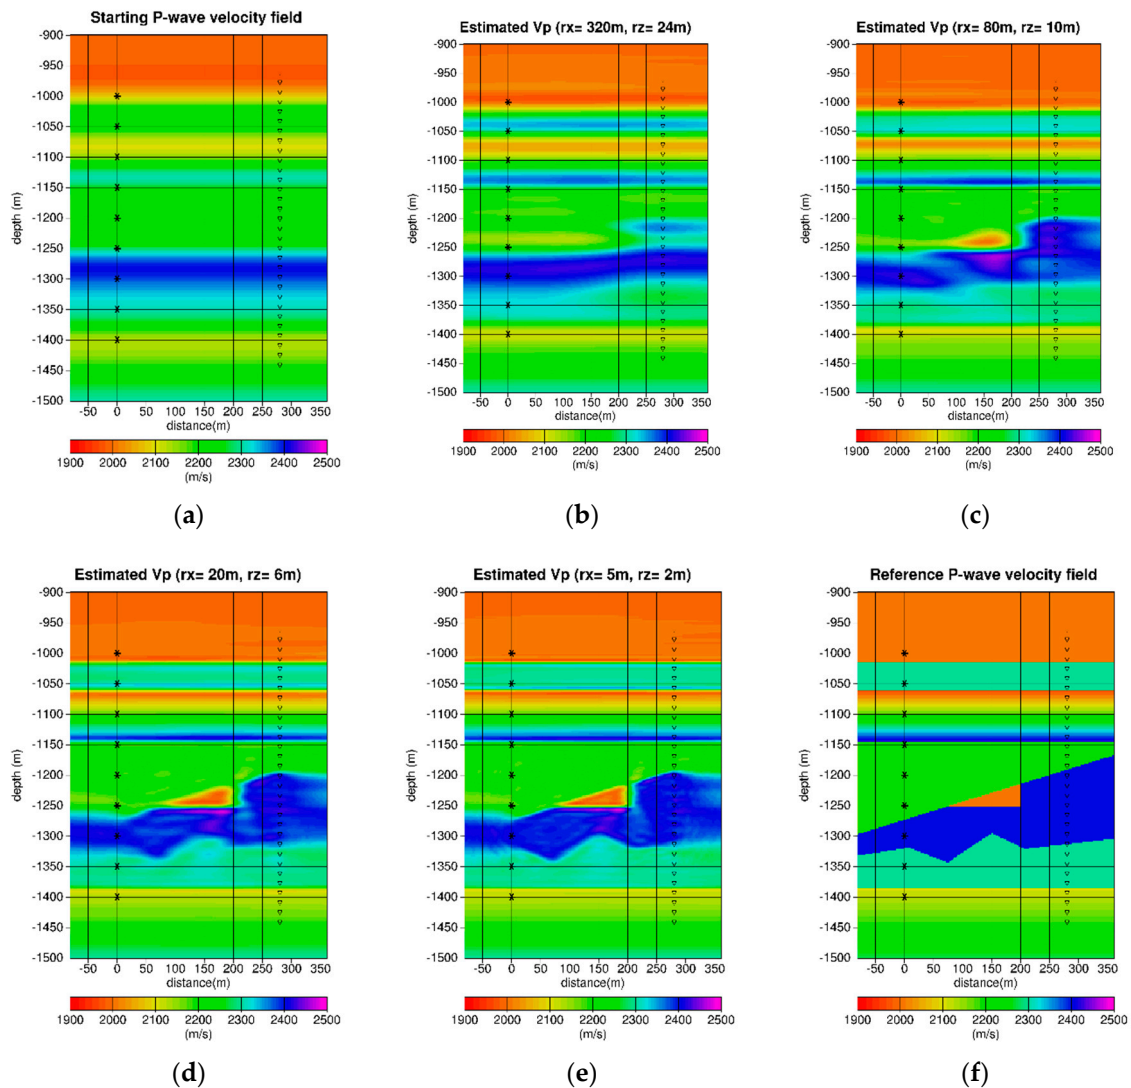 Starting P-wave velocity field
-900
-950
-1000
-1050
-1100
-1150
-1200
-1250
-1300
-1350
-1400
-1450
-1500
depth (m)
-50 0 50 100 150 200 250 300 350
distance(m)
1900 2000 2100 2200 2300 2400 2500
(m/s)
(a)
Estimated Vp (rx= 320m, rz= 24m)
-900
-950
-1000
-1050
-1100
-1150
-1200
-1250
-1300
-1350
-1400
-1450
-1500
depth (m)
-50 0 50 100 150 200 250 300 350
distance(m)
1900 2000 2100 2200 2300 2400 2500
(m/s)
(b)
Estimated Vp (rx= 80m, rz= 10m)
-900
-950
-1000
-1050
-1100
-1150
-1200
-1250
-1300
-1350
-1400
-1450
-1500
depth (m)
-50 0 50 100 150 200 250 300 350
distance(m)
1900 2000 2100 2200 2300 2400 2500
(m/s)
(c)
Estimated Vp (rx= 20m, rz= 6m)
-900
-950
-1000
-1050
-1100
-1150
-1200
-1250
-1300
-1350
-1400
-1450
-1500
depth (m)
-50 0 50 100 150 200 250 300 350
distance(m)
1900 2000 2100 2200 2300 2400 2500
(m/s)
(d)
Estimated Vp (rx= 5m, rz= 2m)
-900
-950
-1000
-1050
-1100
-1150
-1200
-1250
-1300
-1350
-1400
-1450
-1500
depth (m)
-50 0 50 100 150 200 250 300 350
distance(m)
1900 2000 2100 2200 2300 2400 2500
(m/s)
(e)
Reference P-wave velocity field
-900
-950
-1000
-1050
-1100
-1150
-1200
-1250
-1300
-1350
-1400
-1450
-1500
depth (m)
-50 0 50 100 150 200 250 300 350
distance(m)
1900 2000 2100 2200 2300 2400 2500
(m/s)
(f)